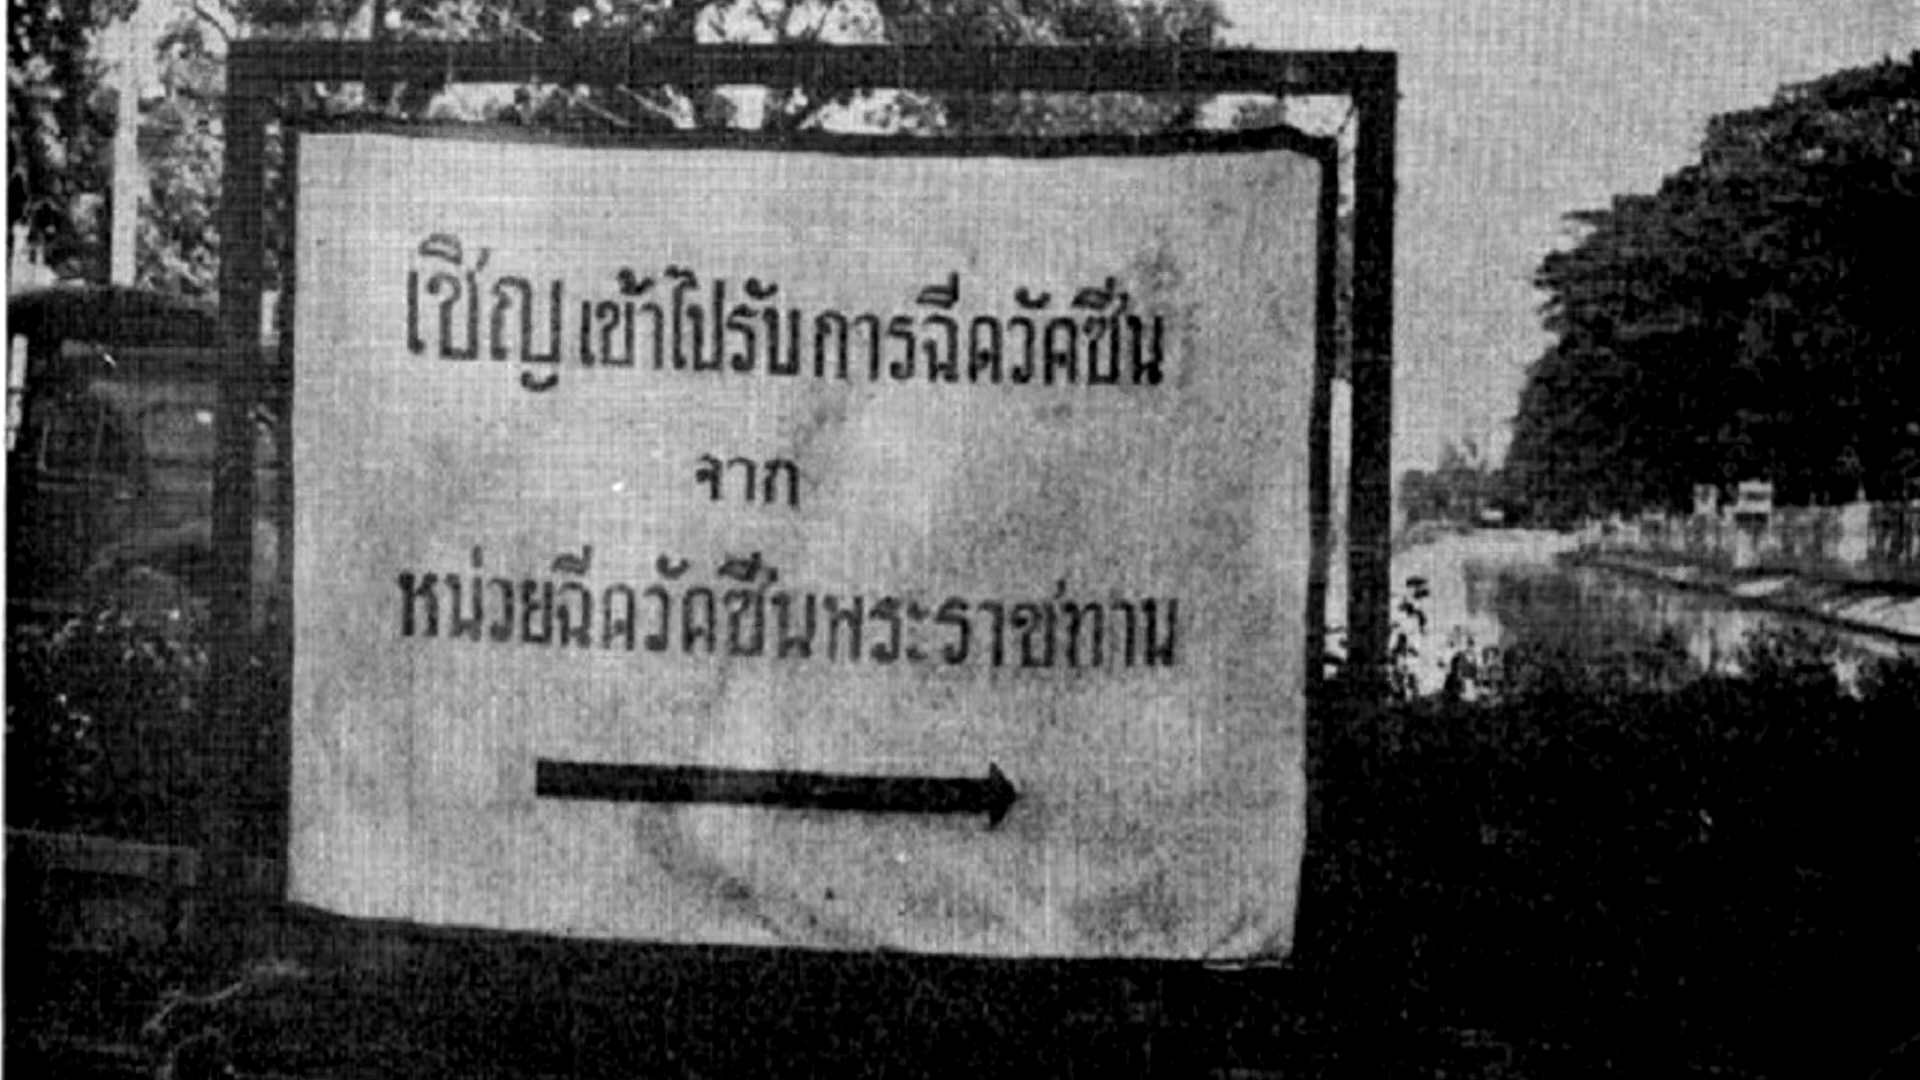 เชิญเข้าไปรับการฉีดวัคซีน
จาก
หน่วยฉีดวัคซีนพระราชทาน